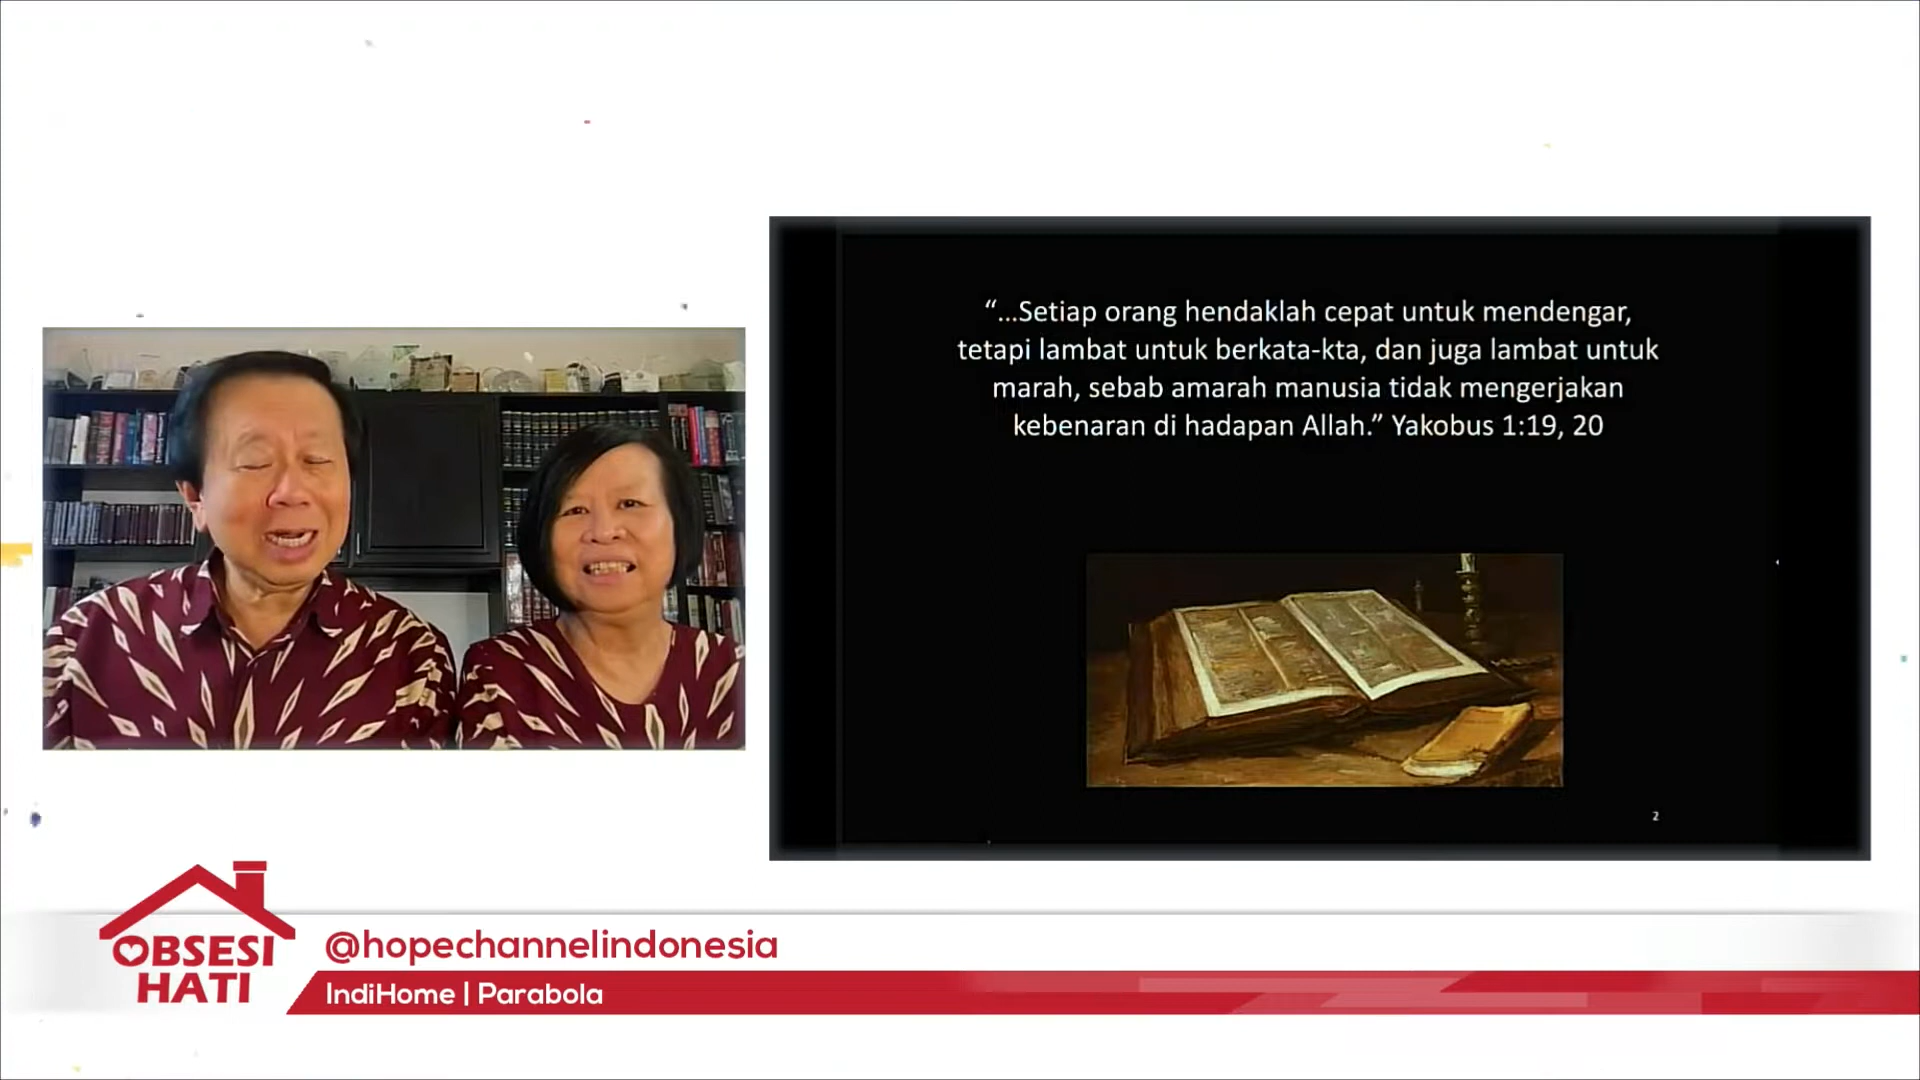 “...Setiap orang hendaklah cepat untuk mendengar,
tetapi lambat untuk berkata-kta, dan juga lambat untuk
marah, sebab amarah manusia tidak mengerjakan
kebenaran di hadapan Allah.” Yakobus 1:19, 20
2
OBSESI
HATI
@hopechannelindonesia
IndiHome | Parabola